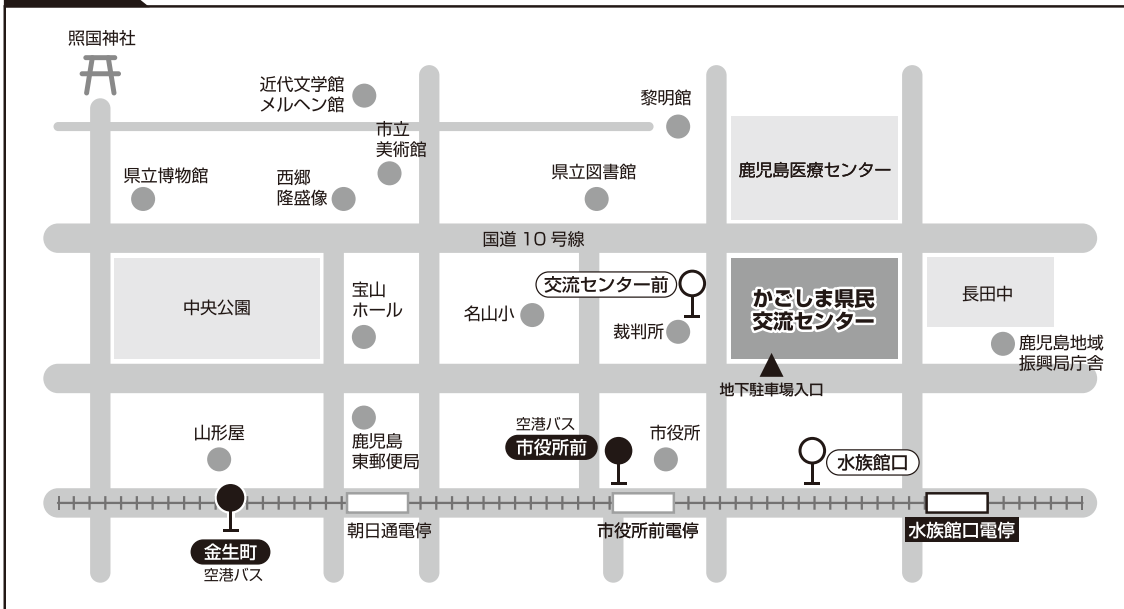 照国神社
近代文学館
メルヘン館
黎明館
市立
美術館
県立博物館
西郷
隆盛像
県立図書館
鹿児島医療センター
国道10号線
中央公園
宝山
ホール
交流センター前
名山小
裁判所
かごしま県民
交流センター
長田中
鹿児島地域
振興局庁舎
地下駐車場入口
山形屋
鹿児島
東郵便局
空港バス
市役所前
市役所
水族館口
朝日通電停
市役所前電停
水族館口電停
金生町
空港バス